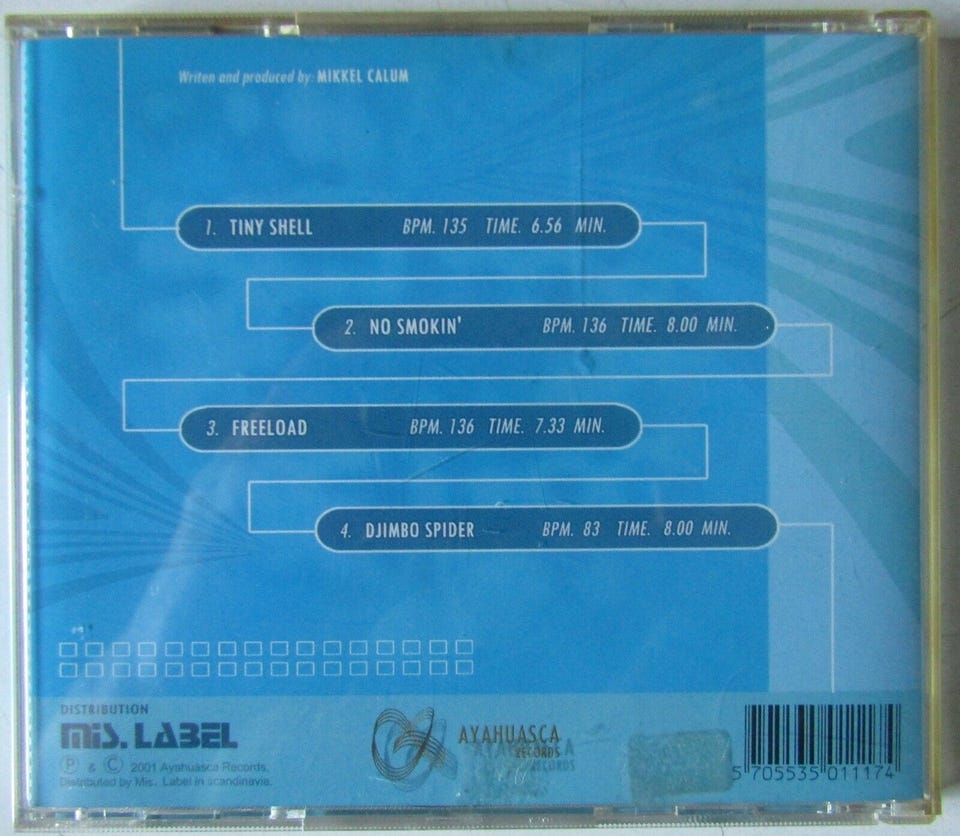 Writen and produced by: MIKKEL CALUM
1. TINY SHELL BPM. 135 TIME. 6.56 MIN.
2. NO SMOKIN' BPM. 136 TIME. 8.00 MIN.
3. FREELOAD BPM. 136 TIME. 7.33 MIN.
4. DJIMBO SPIDER BPM. 83 TIME. 8.00 MIN.
DISTRIBUTION
MiS. LABEL
Ⓟ & Ⓒ 2001 Ayahuasca Records.
Distributed by Mis. Label in scandinavia.
AYAHUASCA
RECORDS
5 705535 011174